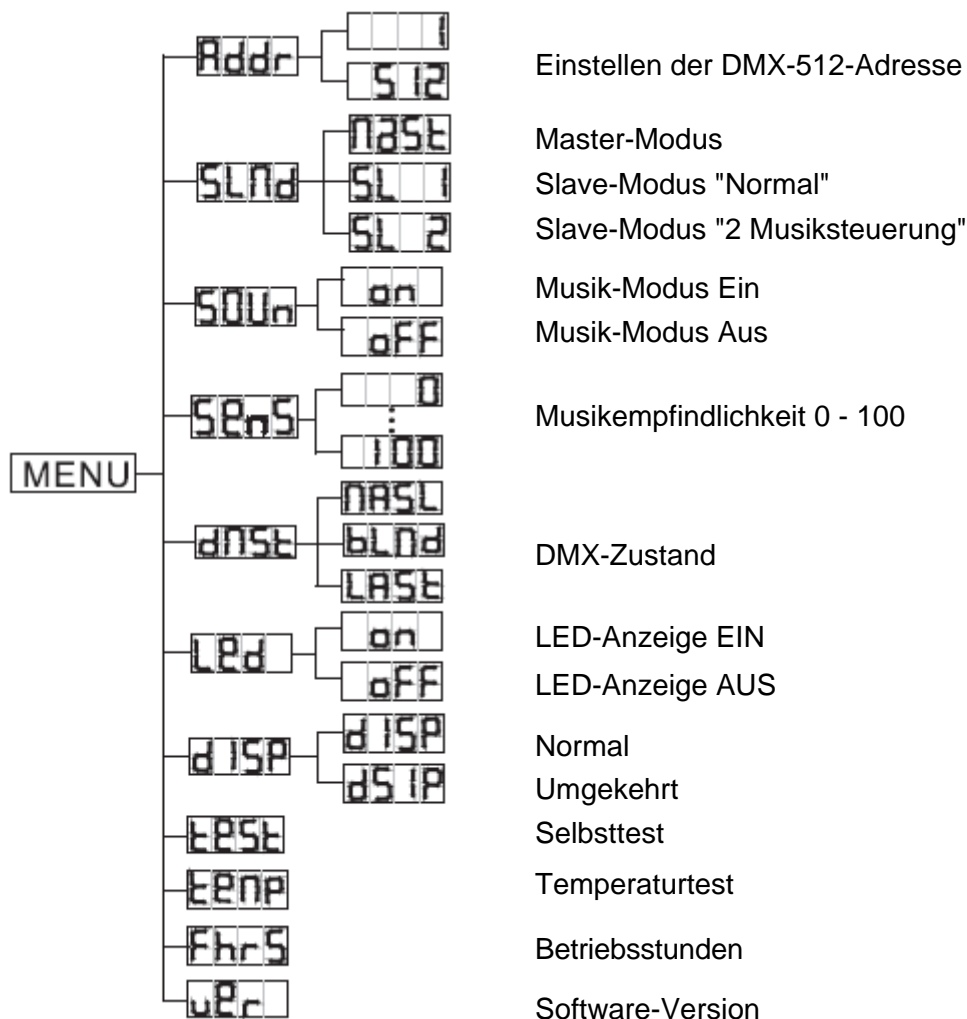 MENU
Addr
1
512
Einstellen der DMX-512-Adresse
SLMd
MaSt
Master-Modus
SL 1
Slave-Modus "Normal"
SL 2
Slave-Modus "2 Musiksteuerung"
SOUn
on
Musik-Modus Ein
oFF
Musik-Modus Aus
SenS
0
100
Musikempfindlichkeit 0 - 100
dMSt
MASL
bLMd
LASt
DMX-Zustand
Led
on
LED-Anzeige EIN
oFF
LED-Anzeige AUS
dISP
dISP
Normal
dSIP
Umgekehrt
teSt
Selbsttest
temp
Temperaturtest
FhrS
Betriebsstunden
ver
Software-Version